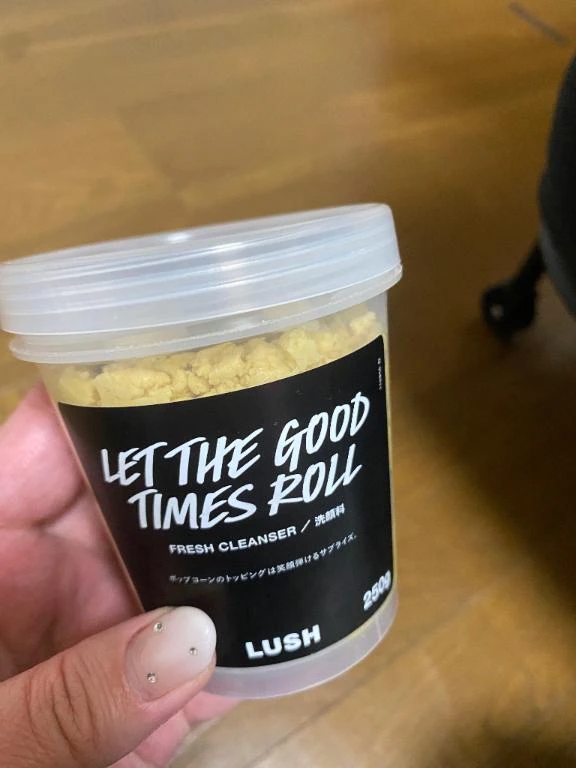 LET THE GOOD
TIMES ROLL
FRESH CLEANSER / 洗顔料
ポップコーンのトッピングは笑顔弾けるサプライズ。
250g
LUSH